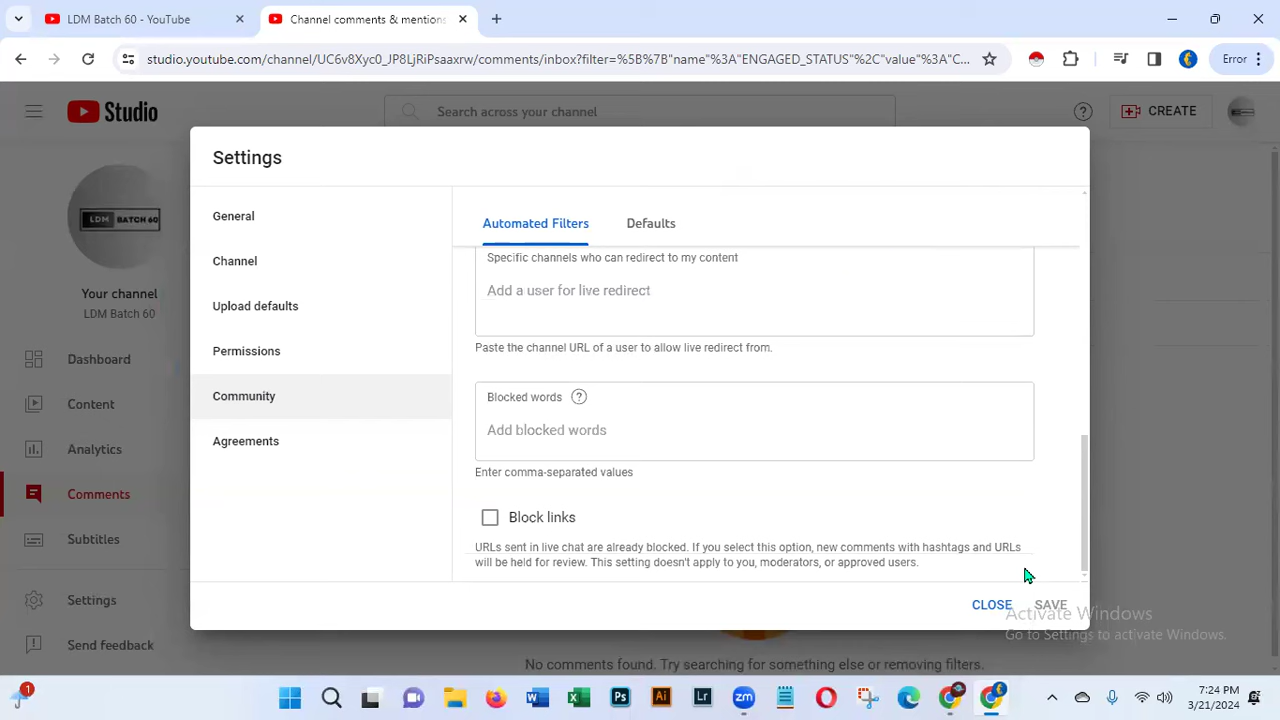 LDM Batch 60 - YouTube
Channel comments & mentions
studio.youtube.com/channel/UC6v8Xyc0_JP8LjRiPsaarrw/comments/inbox?filter=%5B%7B"name"%3A"ENGAGED_STATUS"%2C"value"%3A"C...
Error
Studio
Search across your channel
CREATE
Settings
LDM BATCH 60
Your channel
LDM Batch 60
Dashboard
Content
Analytics
Comments
Subtitles
Settings
Send feedback
General
Channel
Upload defaults
Permissions
Community
Agreements
Automated Filters
Defaults
Specific channels who can redirect to my content
Add a user for live redirect
Paste the channel URL of a user to allow live redirect from.
Blocked words
Add blocked words
Enter comma-separated values
Block links
URLs sent in live chat are already blocked. If you select this option, new comments with hashtags and URLs
will be held for review. This setting doesn't apply to you, moderators, or approved users.
CLOSE
SAVE
Activate Windows
Go to Settings to activate Windows.
No comments found. Try searching for something else or removing filters.
1
7:24 PM
3/21/2024